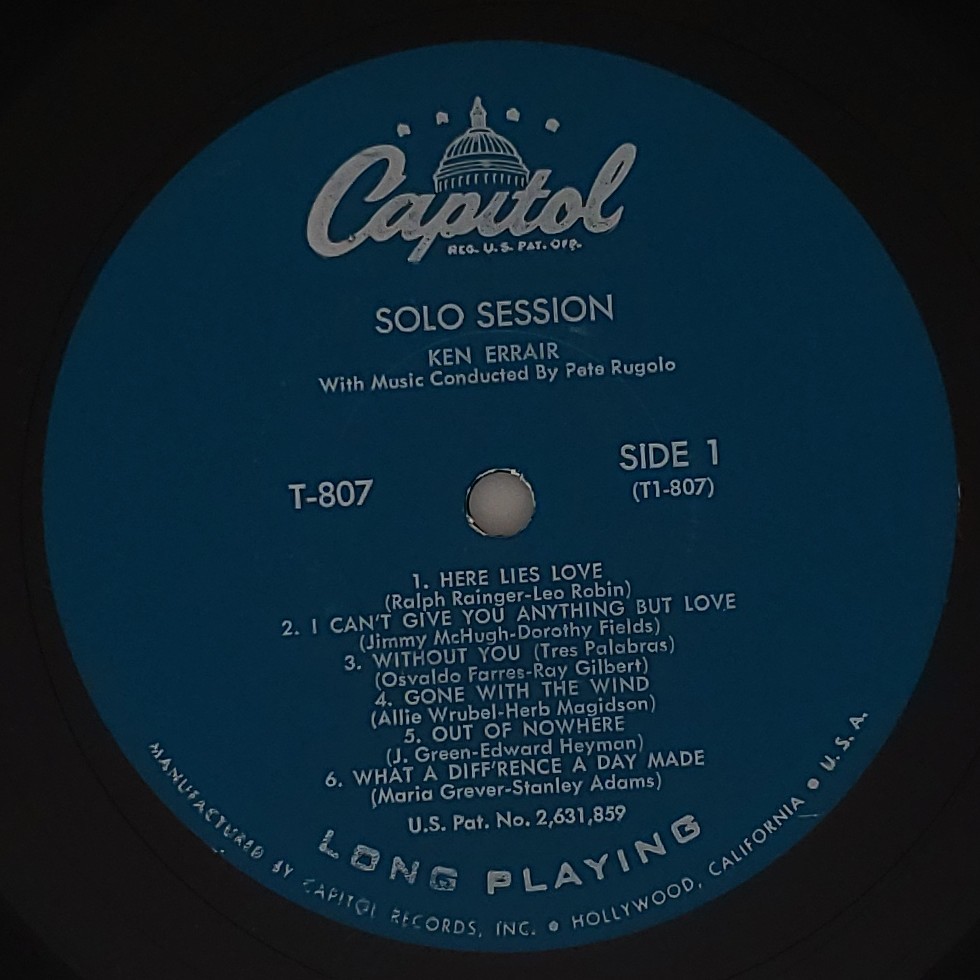 Capitol
REG. U.S. PAT. OFF.
SOLO SESSION
KEN ERRAIR
With Music Conducted By Pete Rugolo
T-807
SIDE 1
(T1-807)
1. HERE LIES LOVE
(Ralph Rainger-Leo Robin)
2. I CAN'T GIVE YOU ANYTHING BUT LOVE
(Jimmy McHugh-Dorothy Fields)
3. WITHOUT YOU (Tres Palabras)
(Osvaldo Farres-Ray Gilbert)
4. GONE WITH THE WIND
(Allie Wrubel-Herb Magidson)
5. OUT OF NOWHERE
(J. Green-Edward Heyman)
6. WHAT A DIFF'RENCE A DAY MADE
(Maria Grever-Stanley Adams)
U.S. Pat. No. 2,631,859
LONG PLAYING
MANUFACTURED BY CAPITOL RECORDS, INC. ● HOLLYWOOD, CALIFORNIA ● U.S.A.